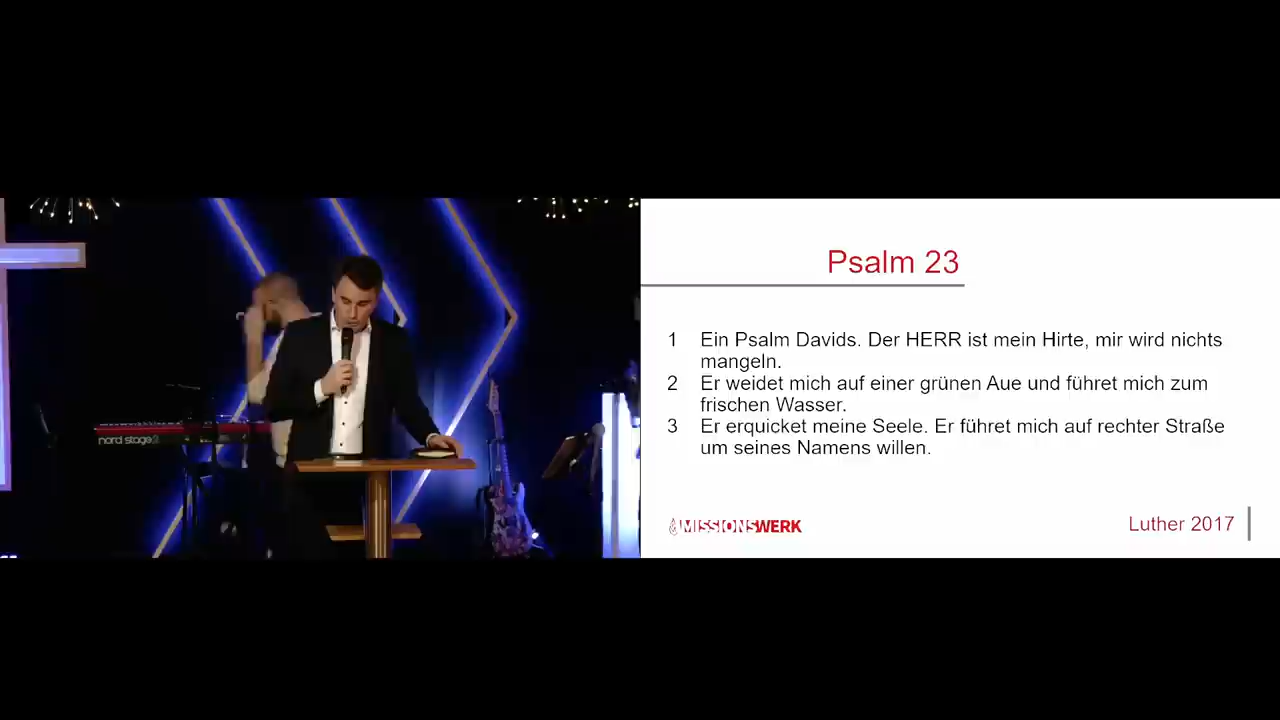 Psalm 23
1 Ein Psalm Davids. Der HERR ist mein Hirte, mir wird nichts
mangeln.
2 Er weidet mich auf einer grünen Aue und führet mich zum
frischen Wasser.
3 Er erquicket meine Seele. Er führet mich auf rechter Straße
um seines Namens willen.
MISSIONSWERK
Luther 2017
nord stage 2